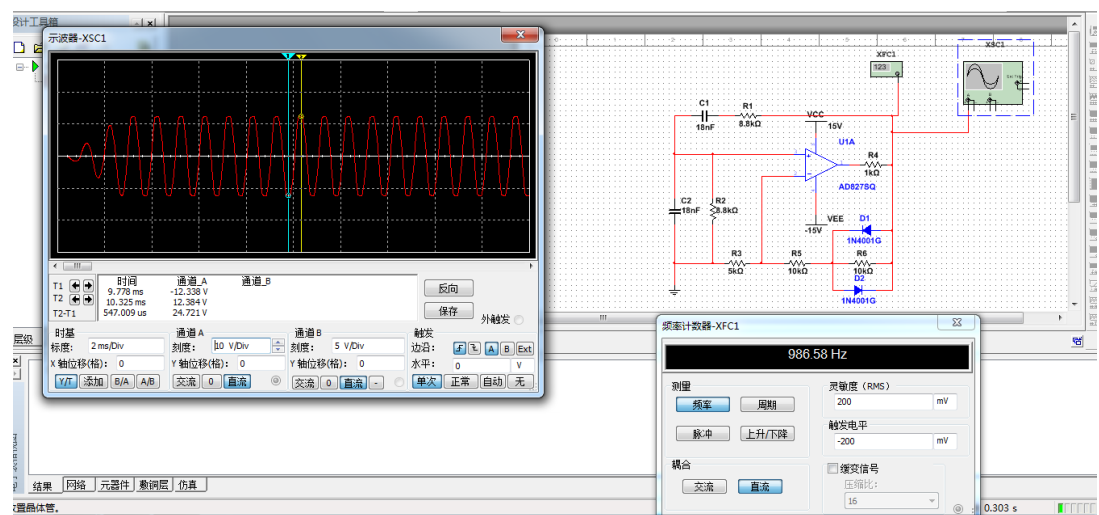 设计工具箱
示波器-XSC1
T1
T2
T2-T1
时间
9.778 ms
10.325 ms
547.009 us
通道_A
-12.338 V
12.384 V
24.721 V
通道_B
反向
保存
外触发
时基
标度: 2 ms/Div
X 轴位移(格): 0
Y/T 添加 B/A A/B
通道 A
刻度: 10 V/Div
Y 轴位移(格): 0
交流 0 直流
通道 B
刻度: 5 V/Div
Y 轴位移(格): 0
交流 0 直流 -
触发
边沿: A B Ext
水平: 0 V
单次 正常 自动 无
XFC1
123
XSC1
C1
18nF
R1
8.8kΩ
VCC
15V
U1A
AD827SQ
R4
1kΩ
C2
18nF
R2
8.8kΩ
VEE
-15V
D1
1N4001G
R3
5kΩ
R5
10kΩ
R6
10kΩ
D2
1N4001G
层级
频率计数器-XFC1
986.58 Hz
测量
频率 周期
脉冲 上升/下降
耦合
交流 直流
灵敏度 (RMS)
200 mV
触发电平
-200 mV
缓变信号
压缩比:
16
结果 网络 元器件 敷铜层 仿真
置晶体管。
0.303 s